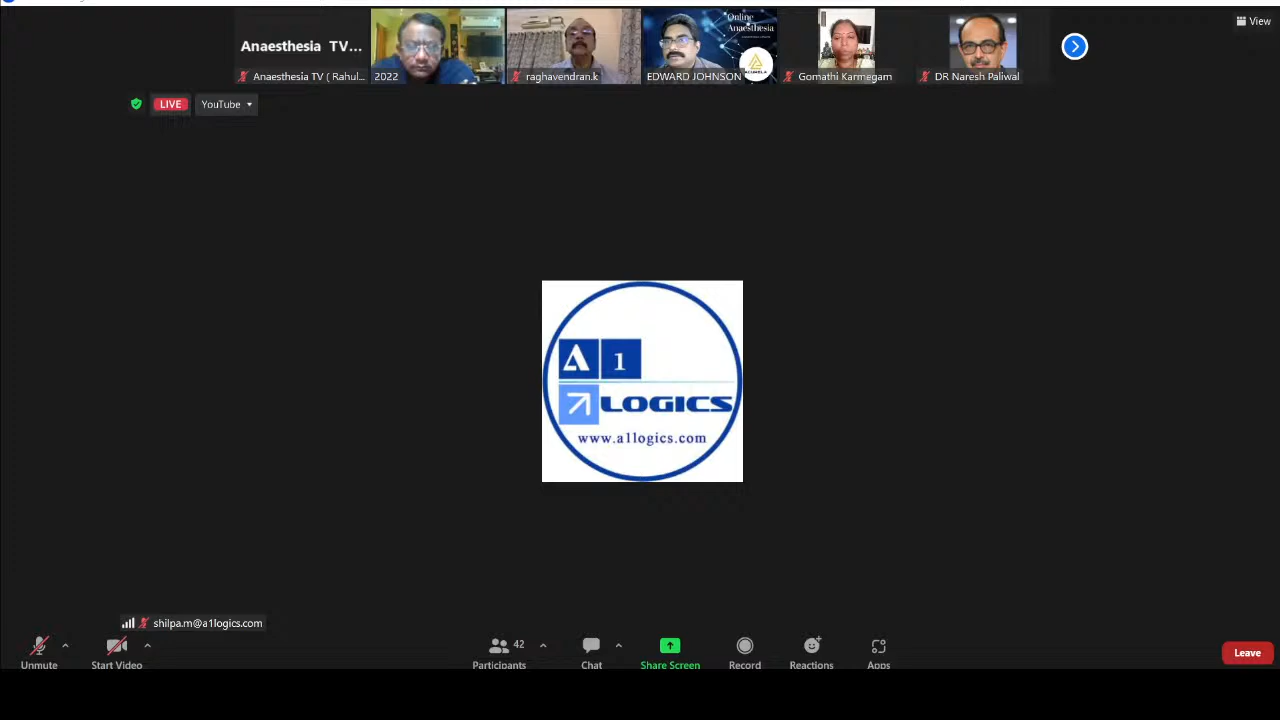 Anaesthesia TV...
Anaesthesia TV ( Rahul...
2022
raghavendran.k
Online
Anaesthesia
EDWARD JOHNSON
Gomathi Karmegam
DR Naresh Paliwal
View
LIVE
YouTube
A 1
LOGICS
www.a1logics.com
shilpa.m@a1logics.com
Unmute
Start Video
42
Participants
Chat
Share Screen
Record
Reactions
Apps
Leave